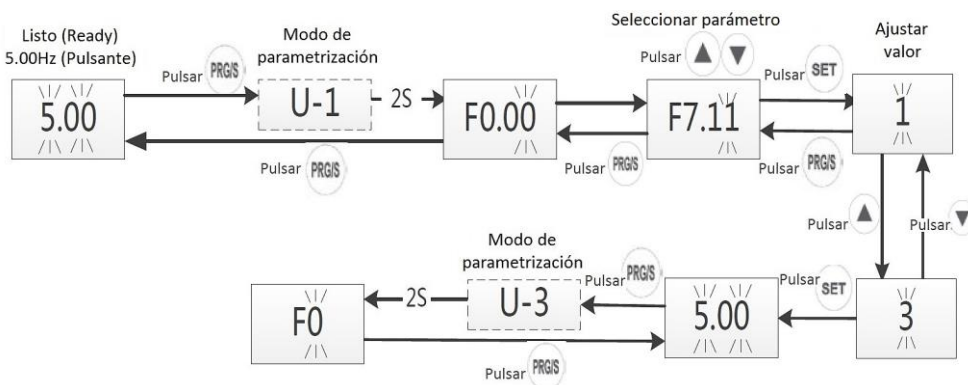 Listo (Ready)
5.00Hz (Pulsante)
5.00
Pulsar PRG/S
Modo de
parametrización
U-1
2S
F0.00
Pulsar PRG/S
Seleccionar parámetro
Pulsar
F7.11
Pulsar PRG/S
Pulsar SET
Pulsar PRG/S
Ajustar
valor
1
Pulsar
Pulsar
3
Pulsar SET
5.00
Pulsar PRG/S
Modo de
parametrización
U-3
2S
F0
Pulsar PRG/S